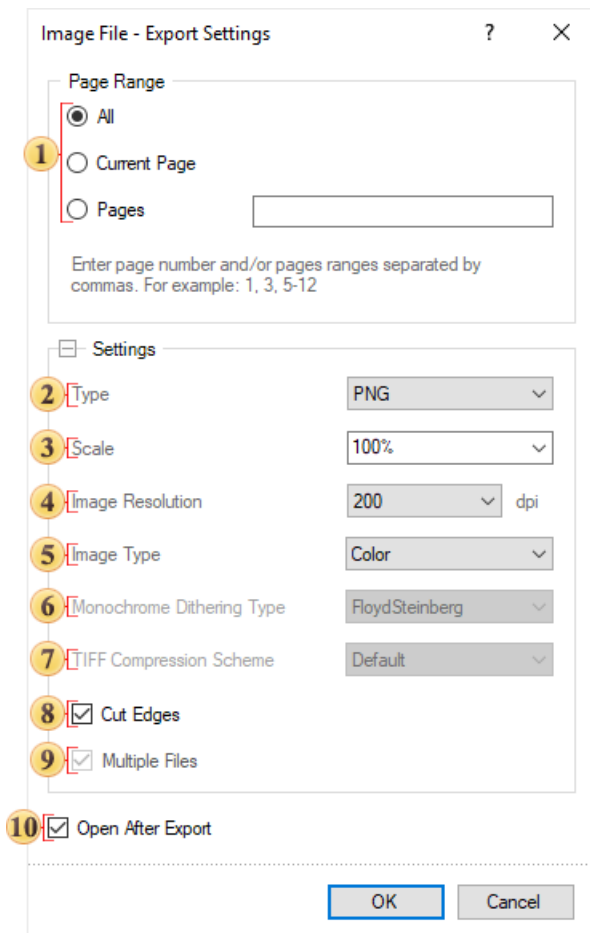 Image File - Export Settings ?
Page Range
All
1
Current Page
Pages
Enter page number and/or pages ranges separated by
commas. For example: 1, 3, 5-12
Settings
2 Type PNG
3 Scale 100%
4 Image Resolution 200 dpi
5 Image Type Color
6 Monochrome Dithering Type FloydSteinberg
7 TIFF Compression Scheme Default
8 Cut Edges
9 Multiple Files
10 Open After Export
OK Cancel